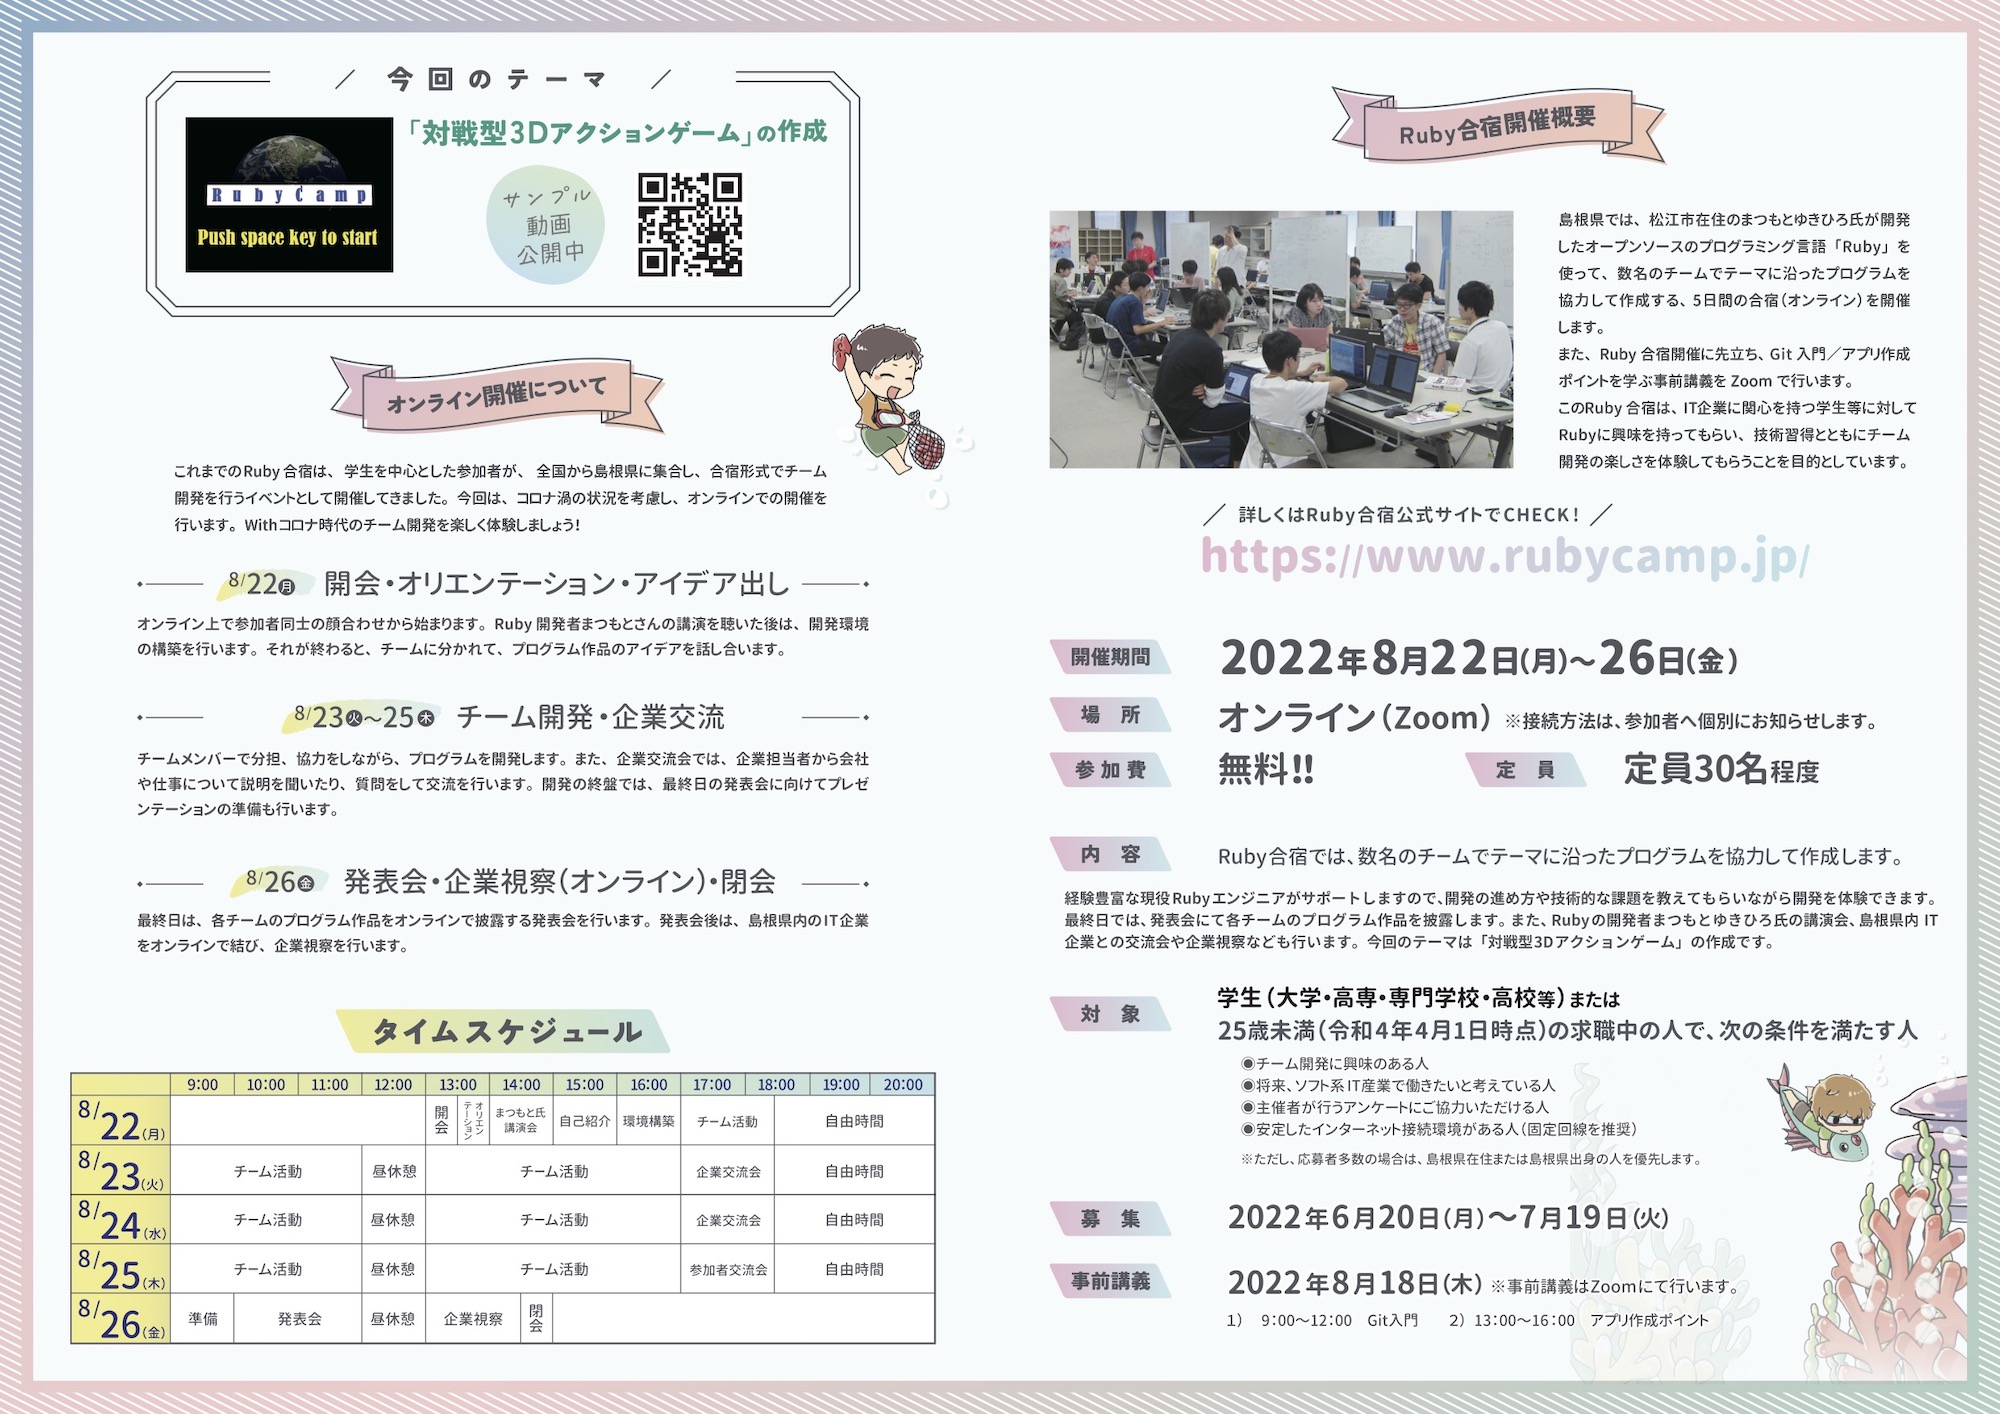 今回のテーマ
「対戦型3Dアクションゲーム」の作成
RubyCamp
Push space key to start
サンプル
動画
公開中
オンライン開催について
これまでのRuby合宿は、学生を中心とした参加者が、全国から島根県に集合し、合宿形式でチーム
開発を行うイベントとして開催してきました。今回は、コロナ渦の状況を考慮し、オンラインでの開催を
行います。Withコロナ時代のチーム開発を楽しく体験しましょう!
8/22月 開会・オリエンテーション・アイデア出し
オンライン上で参加者同士の顔合わせから始まります。Ruby開発者まつもとさんの講演を聴いた後は、開発環境
の構築を行います。それが終わると、チームに分かれて、プログラム作品のアイデアを話し合います。
8/23火～25木 チーム開発・企業交流
チームメンバーで分担、協力をしながら、プログラムを開発します。また、企業交流会では、企業担当者から会社
や仕事について説明を聞いたり、質問をして交流を行います。開発の終盤では、最終日の発表会に向けてプレゼ
ンテーションの準備も行います。
8/26金 発表会・企業視察(オンライン)・閉会
最終日は、各チームのプログラム作品をオンラインで披露する発表会を行います。発表会後は、島根県内のIT企業
をオンラインで結び、企業視察を行います。
タイムスケジュール
9:00 10:00 11:00 12:00 13:00 14:00 15:00 16:00 17:00 18:00 19:00 20:00
8/22(月) 開会 オリエンテーション まつもと氏講演会 自己紹介 環境構築 チーム活動 自由時間
8/23(火) チーム活動 昼休憩 チーム活動 企業交流会 自由時間
8/24(水) チーム活動 昼休憩 チーム活動 企業交流会 自由時間
8/25(木) チーム活動 昼休憩 チーム活動 参加者交流会 自由時間
8/26(金) 準備 発表会 昼休憩 企業視察 閉会
Ruby合宿開催概要
島根県では、松江市在住のまつもとゆきひろ氏が開発
したオープンソースのプログラミング言語「Ruby」を
使って、数名のチームでテーマに沿ったプログラムを
協力して作成する、5日間の合宿(オンライン)を開催
します。
また、Ruby合宿開催に先立ち、Git入門／アプリ作成
ポイントを学ぶ事前講義をZoomで行います。
このRuby合宿は、IT企業に関心を持つ学生等に対して
Rubyに興味を持ってもらい、技術習得とともにチーム
開発の楽しさを体験してもらうことを目的としています。
詳しくはRuby合宿公式サイトでCHECK!
https://www.rubycamp.jp/
開催期間 2022年8月22日(月)～26日(金)
場所 オンライン(Zoom) ※接続方法は、参加者へ個別にお知らせします。
参加費 無料!! 定員 定員30名程度
内容 Ruby合宿では、数名のチームでテーマに沿ったプログラムを協力して作成します。
経験豊富な現役Rubyエンジニアがサポートしますので、開発の進め方や技術的な課題を教えてもらいながら開発を体験できます。
最終日では、発表会にて各チームのプログラム作品を披露します。また、Rubyの開発者まつもとゆきひろ氏の講演会、島根県内IT
企業との交流会や企業視察なども行います。今回のテーマは「対戦型3Dアクションゲーム」の作成です。
対象 学生(大学・高専・専門学校・高校等)または
25歳未満(令和4年4月1日時点)の求職中の人で、次の条件を満たす人
◉チーム開発に興味のある人
◉将来、ソフト系IT産業で働きたいと考えている人
◉主催者が行うアンケートにご協力いただける人
◉安定したインターネット接続環境がある人(固定回線を推奨)
※ただし、応募者多数の場合は、島根県在住または島根県出身の人を優先します。
募集 2022年6月20日(月)～7月19日(火)
事前講義 2022年8月18日(木) ※事前講義はZoomにて行います。
1) 9:00～12:00 Git入門 2) 13:00～16:00 アプリ作成ポイント